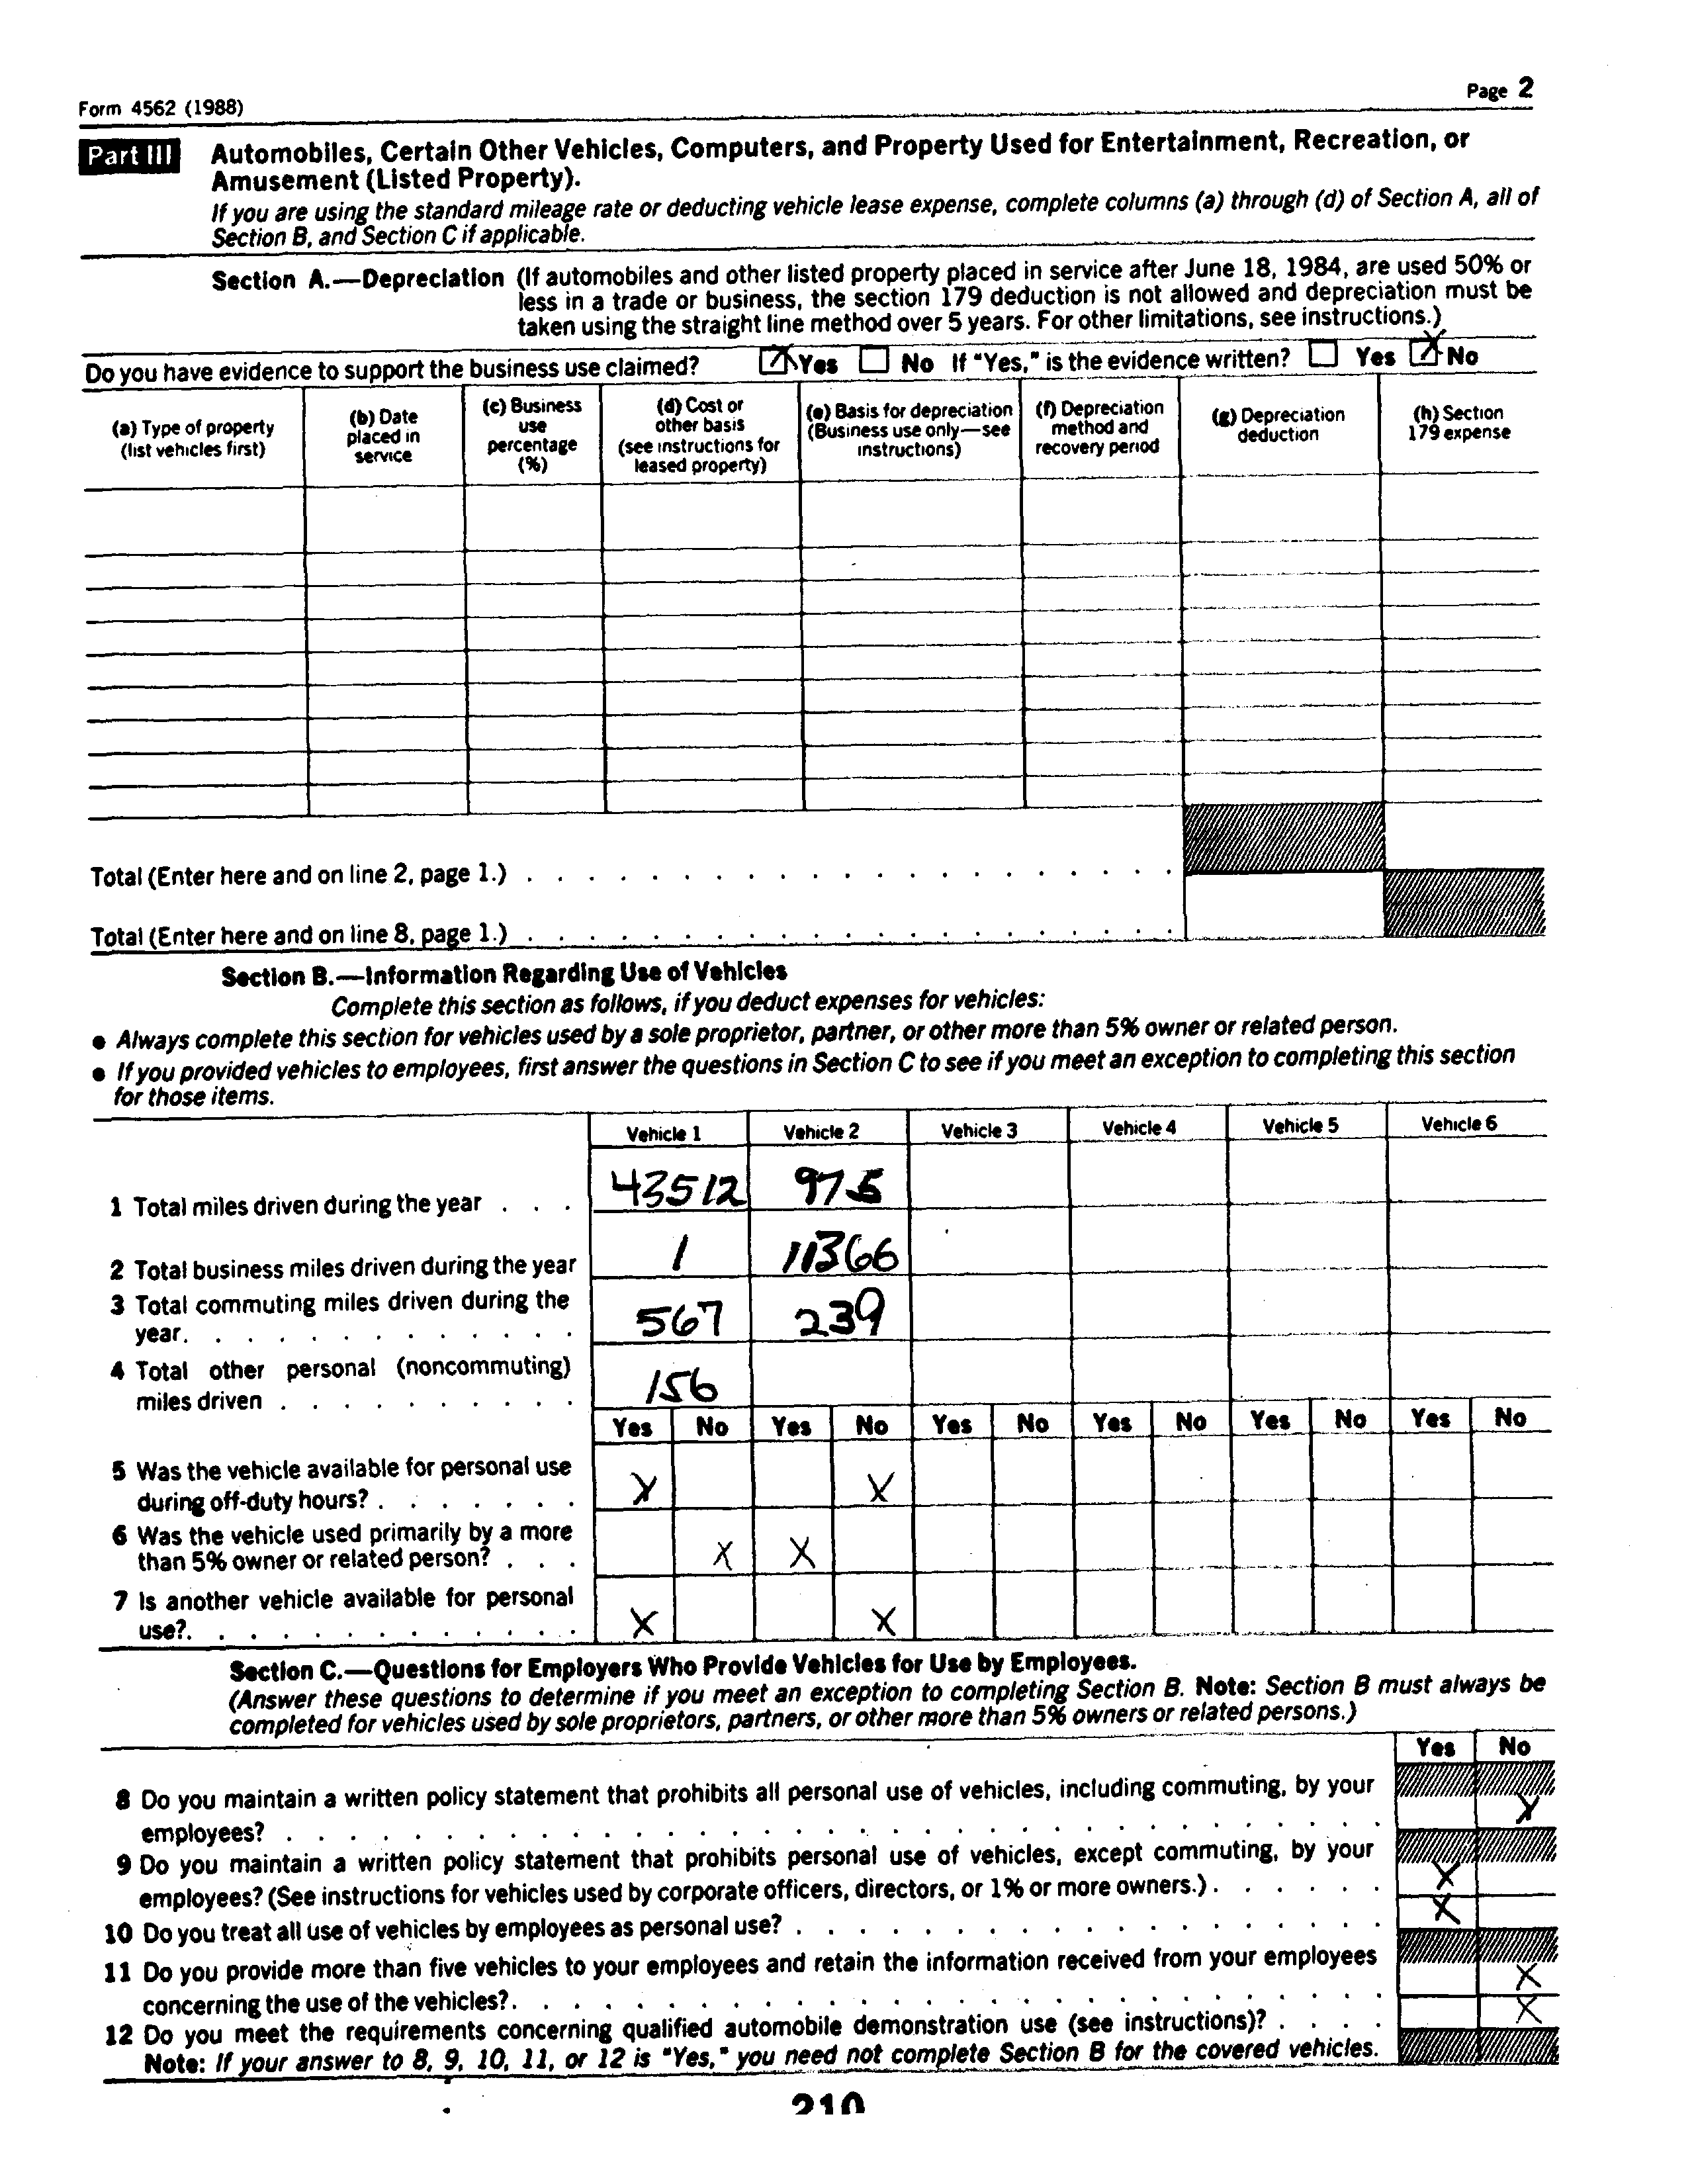 Form 4562 (1988)
Page 2
Part III
Automobiles, Certain Other Vehicles, Computers, and Property Used for Entertainment, Recreation, or
Amusement (Listed Property).
If you are using the standard mileage rate or deducting vehicle lease expense, complete columns (a) through (d) of Section A, all of
Section B, and Section C if applicable.
Section A.—Depreciation (If automobiles and other listed property placed in service after June 18, 1984, are used 50% or
less in a trade or business, the section 179 deduction is not allowed and depreciation must be
taken using the straight line method over 5 years. For other limitations, see instructions.)
Do you have evidence to support the business use claimed? X Yes No If "Yes," is the evidence written? Yes X No
(a) Type of property
(list vehicles first)
(b) Date
placed in
service
(c) Business
use
percentage
(%)
(d) Cost or
other basis
(see instructions for
leased property)
(e) Basis for depreciation
(Business use only—see
instructions)
(f) Depreciation
method and
recovery period
(g) Depreciation
deduction
(h) Section
179 expense
Total (Enter here and on line 2, page 1.) . . . . . . . . . . . . . . . . . . . . .
Total (Enter here and on line 8, page 1.) . . . . . . . . . . . . . . . . . . . . .
Section B.—Information Regarding Use of Vehicles
Complete this section as follows, if you deduct expenses for vehicles:
● Always complete this section for vehicles used by a sole proprietor, partner, or other more than 5% owner or related person.
● If you provided vehicles to employees, first answer the questions in Section C to see if you meet an exception to completing this section
for those items.
Vehicle 1 Vehicle 2 Vehicle 3 Vehicle 4 Vehicle 5 Vehicle 6
1 Total miles driven during the year . . . 43512 975
2 Total business miles driven during the year 1 11366
3 Total commuting miles driven during the
year. . . . . . . . . . . . . 567 239
4 Total other personal (noncommuting)
miles driven . . . . . . . . . . 156
Yes No Yes No Yes No Yes No Yes No Yes No
5 Was the vehicle available for personal use
during off-duty hours? . . . . . . . X X
6 Was the vehicle used primarily by a more
than 5% owner or related person? . . . X X
7 Is another vehicle available for personal
use?. . . . . . . . . . . . . X X
Section C.—Questions for Employers Who Provide Vehicles for Use by Employees.
(Answer these questions to determine if you meet an exception to completing Section B. Note: Section B must always be
completed for vehicles used by sole proprietors, partners, or other more than 5% owners or related persons.)
Yes No
8 Do you maintain a written policy statement that prohibits all personal use of vehicles, including commuting, by your
employees? . . . . . . . . . . . . . . . . . . . . . . . . . . . . X
9 Do you maintain a written policy statement that prohibits personal use of vehicles, except commuting, by your
employees? (See instructions for vehicles used by corporate officers, directors, or 1% or more owners.) . . . . . . X
10 Do you treat all use of vehicles by employees as personal use? . . . . . . . . . . . . . . . . . . . X
11 Do you provide more than five vehicles to your employees and retain the information received from your employees
concerning the use of the vehicles?. . . . . . . . . . . . . . . . . . . . . . . . . . . . X
12 Do you meet the requirements concerning qualified automobile demonstration use (see instructions)? . . . . X
Note: If your answer to 8, 9, 10, 11, or 12 is "Yes," you need not complete Section B for the covered vehicles.
210